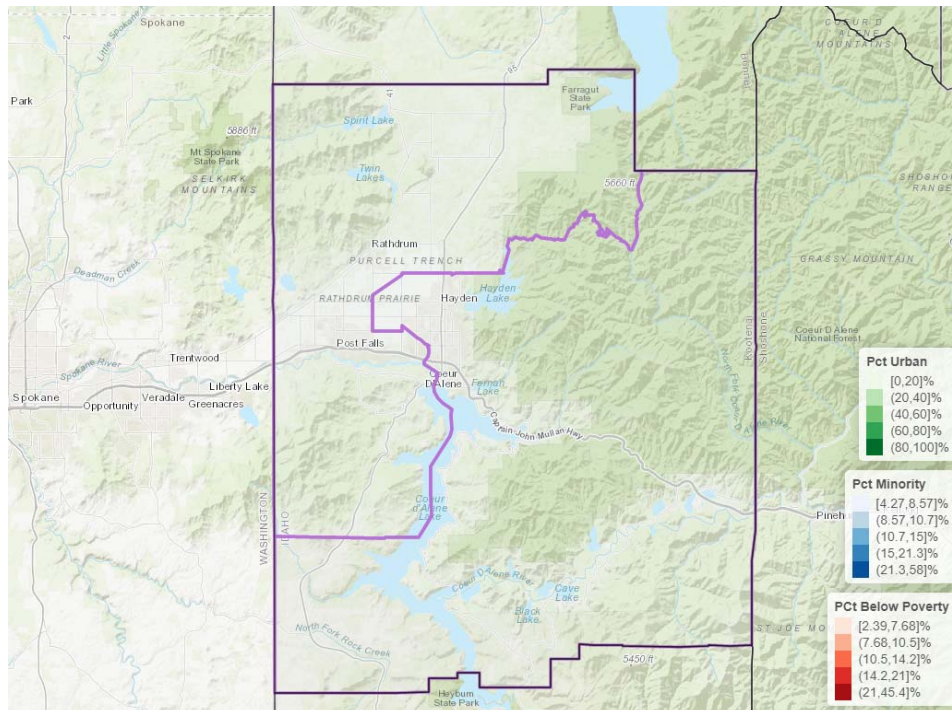 Spokane
Little Spokane
River
2
Park
5886 ft
Mt Spokane
State Park
SELKIRK
MOUNTAINS
Deadman Creek
Spokane River
Trentwood
Spokane
Opportunity
Veradale
Liberty Lake
Greenacres
WASHINGTON
IDAHO
95
41
Spirit Lake
Twin
Lakes
Farragut
State
Park
5660 ft
Rathdrum
PURCELL TRENCH
RATHDRUM PRAIRIE
Hayden
Hayden
Lake
Post Falls
Coeur
D'Alene
Fernan
Lake
Captain John Mullan Hwy
Coeur
d'Alene
Lake
Coeur D'Alene River
Cave
Lake
Black
Lake
North Fork Rock Creek
Heyburn
State Park
5450 ft
COEUR D
ALENE
MOUNTAINS
Bonner
Kootenai
Shoshone
SHOSHONE
RANGE
GRASSY MOUNTAIN
Coeur D'Alene
National Forest
North Fork Coeur D
Alene River
Pinehu
ST JOE MO
Pct Urban
[0,20]%
(20,40]%
(40,60]%
(60,80]%
(80,100]%
Pct Minority
[4.27,8.57]%
(8.57,10.7]%
(10.7,15]%
(15,21.3]%
(21.3,58]%
PCt Below Poverty
[2.39,7.68]%
(7.68,10.5]%
(10.5,14.2]%
(14.2,21]%
(21,45.4]%